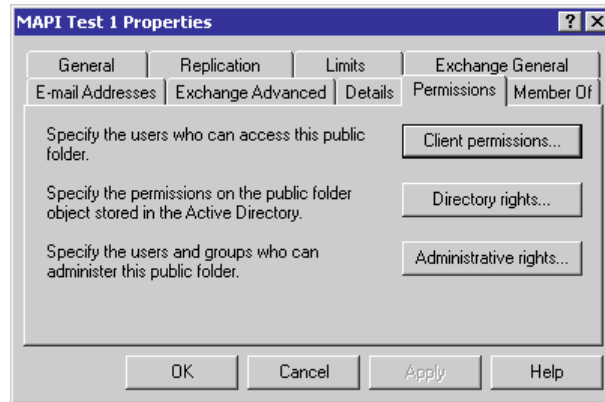 MAPI Test 1 Properties
General Replication Limits Exchange General
E-mail Addresses Exchange Advanced Details Permissions Member Of
Specify the users who can access this public
folder.
Client permissions...
Specify the permissions on the public folder
object stored in the Active Directory.
Directory rights...
Specify the users and groups who can
administer this public folder.
Administrative rights...
OK Cancel Apply Help